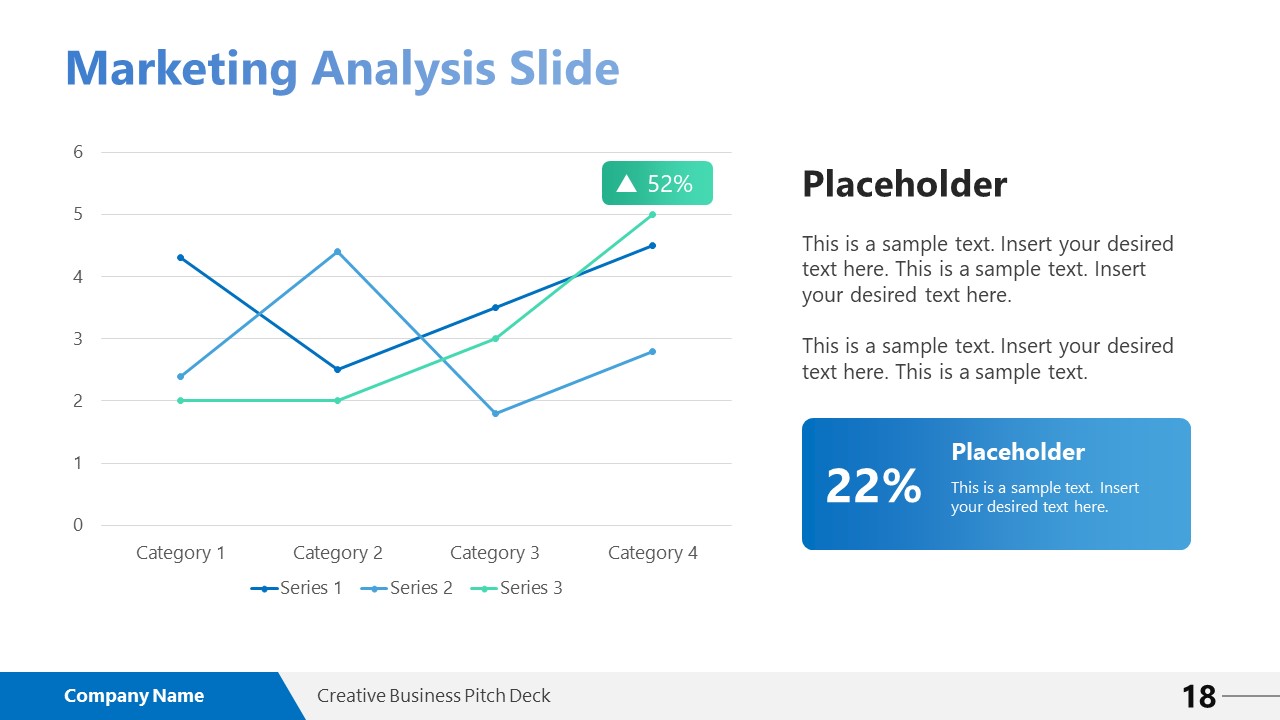 Marketing Analysis Slide
6
5
4
3
2
1
0
▲ 52%
Category 1 Category 2 Category 3 Category 4
Series 1 Series 2 Series 3
Placeholder
This is a sample text. Insert your desired
text here. This is a sample text. Insert
your desired text here.
This is a sample text. Insert your desired
text here. This is a sample text.
22%
Placeholder
This is a sample text. Insert
your desired text here.
Company Name
Creative Business Pitch Deck
18